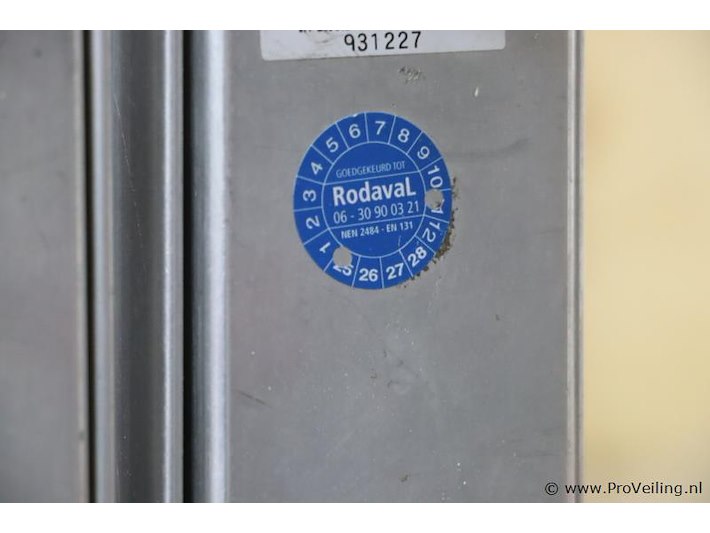 931227
1 2 3 4 5 6 7 8 9 10 12
GOEDGEKEURD TOT
RodavaL
06 - 30 90 03 21
NEN 2484 - EN 131
25 26 27 28
© www.ProVeiling.nl